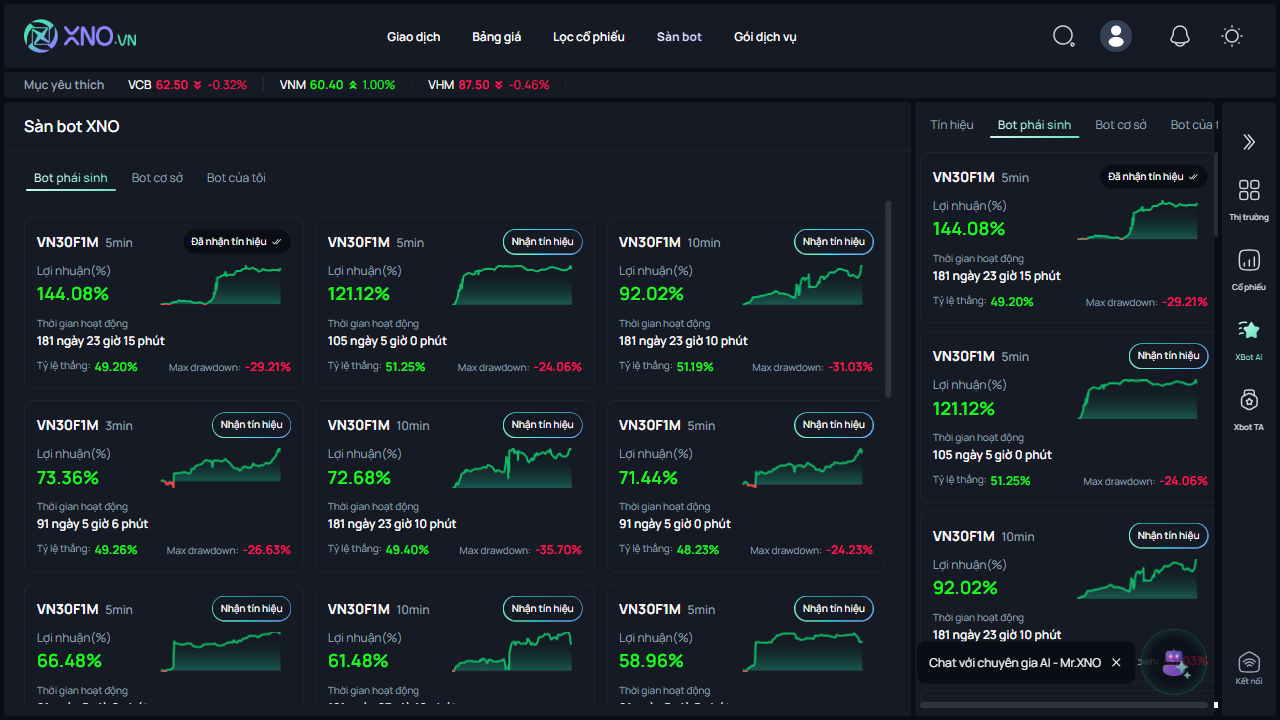 XNO.VN
Giao dịch
Bảng giá
Lọc cổ phiếu
Sàn bot
Gói dịch vụ
Mục yêu thích
VCB 62.50 -0.32%
VNM 60.40 1.00%
VHM 87.50 -0.46%
Sàn bot XNO
Bot phái sinh
Bot cơ sở
Bot của tôi
VN30F1M 5min
Đã nhận tín hiệu
Lợi nhuận(%)
144.08%
Thời gian hoạt động
181 ngày 23 giờ 15 phút
Tỷ lệ thắng: 49.20%
Max drawdown: -29.21%
VN30F1M 5min
Nhận tín hiệu
Lợi nhuận(%)
121.12%
Thời gian hoạt động
105 ngày 5 giờ 0 phút
Tỷ lệ thắng: 51.25%
Max drawdown: -24.06%
VN30F1M 10min
Nhận tín hiệu
Lợi nhuận(%)
92.02%
Thời gian hoạt động
181 ngày 23 giờ 10 phút
Tỷ lệ thắng: 51.19%
Max drawdown: -31.03%
VN30F1M 3min
Nhận tín hiệu
Lợi nhuận(%)
73.36%
Thời gian hoạt động
91 ngày 5 giờ 6 phút
Tỷ lệ thắng: 49.26%
Max drawdown: -26.63%
VN30F1M 10min
Nhận tín hiệu
Lợi nhuận(%)
72.68%
Thời gian hoạt động
181 ngày 23 giờ 10 phút
Tỷ lệ thắng: 49.40%
Max drawdown: -35.70%
VN30F1M 5min
Nhận tín hiệu
Lợi nhuận(%)
71.44%
Thời gian hoạt động
91 ngày 5 giờ 0 phút
Tỷ lệ thắng: 48.23%
Max drawdown: -24.23%
VN30F1M 5min
Nhận tín hiệu
Lợi nhuận(%)
66.48%
Thời gian hoạt động
VN30F1M 10min
Nhận tín hiệu
Lợi nhuận(%)
61.48%
Thời gian hoạt động
VN30F1M 5min
Nhận tín hiệu
Lợi nhuận(%)
58.96%
Thời gian hoạt động
Tín hiệu
Bot phái sinh
Bot cơ sở
Bot của
VN30F1M 5min
Đã nhận tín hiệu
Lợi nhuận(%)
144.08%
Thời gian hoạt động
181 ngày 23 giờ 15 phút
Tỷ lệ thắng: 49.20%
Max drawdown: -29.21%
VN30F1M 5min
Nhận tín hiệu
Lợi nhuận(%)
121.12%
Thời gian hoạt động
105 ngày 5 giờ 0 phút
Tỷ lệ thắng: 51.25%
Max drawdown: -24.06%
VN30F1M 10min
Nhận tín hiệu
Lợi nhuận(%)
92.02%
Thời gian hoạt động
181 ngày 23 giờ 10 phút
Chat với chuyên gia AI - Mr.XNO
Thị trường
Cổ phiếu
XBot AI
Xbot TA
Kết nối